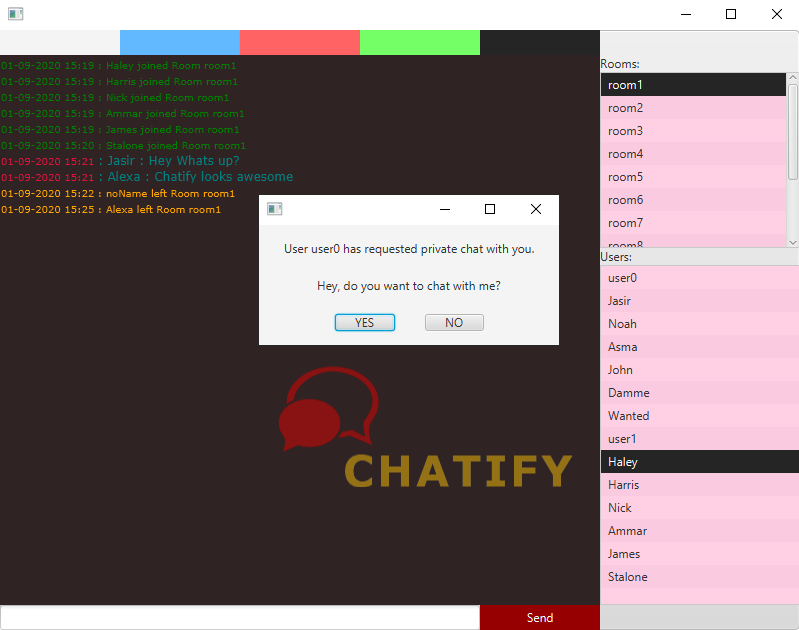 01-09-2020 15:19 : Haley joined Room room1
01-09-2020 15:19 : Harris joined Room room1
01-09-2020 15:19 : Nick joined Room room1
01-09-2020 15:19 : Ammar joined Room room1
01-09-2020 15:19 : James joined Room room1
01-09-2020 15:20 : Stalone joined Room room1
01-09-2020 15:21 : Jasir : Hey Whats up?
01-09-2020 15:21 : Alexa : Chatify looks awesome
01-09-2020 15:22 : noName left Room room1
01-09-2020 15:25 : Alexa left Room room1
User user0 has requested private chat with you.
Hey, do you want to chat with me?
YES
NO
CHATIFY
Send
Rooms:
room1
room2
room3
room4
room5
room6
room7
room8
Users:
user0
Jasir
Noah
Asma
John
Damme
Wanted
user1
Haley
Harris
Nick
Ammar
James
Stalone